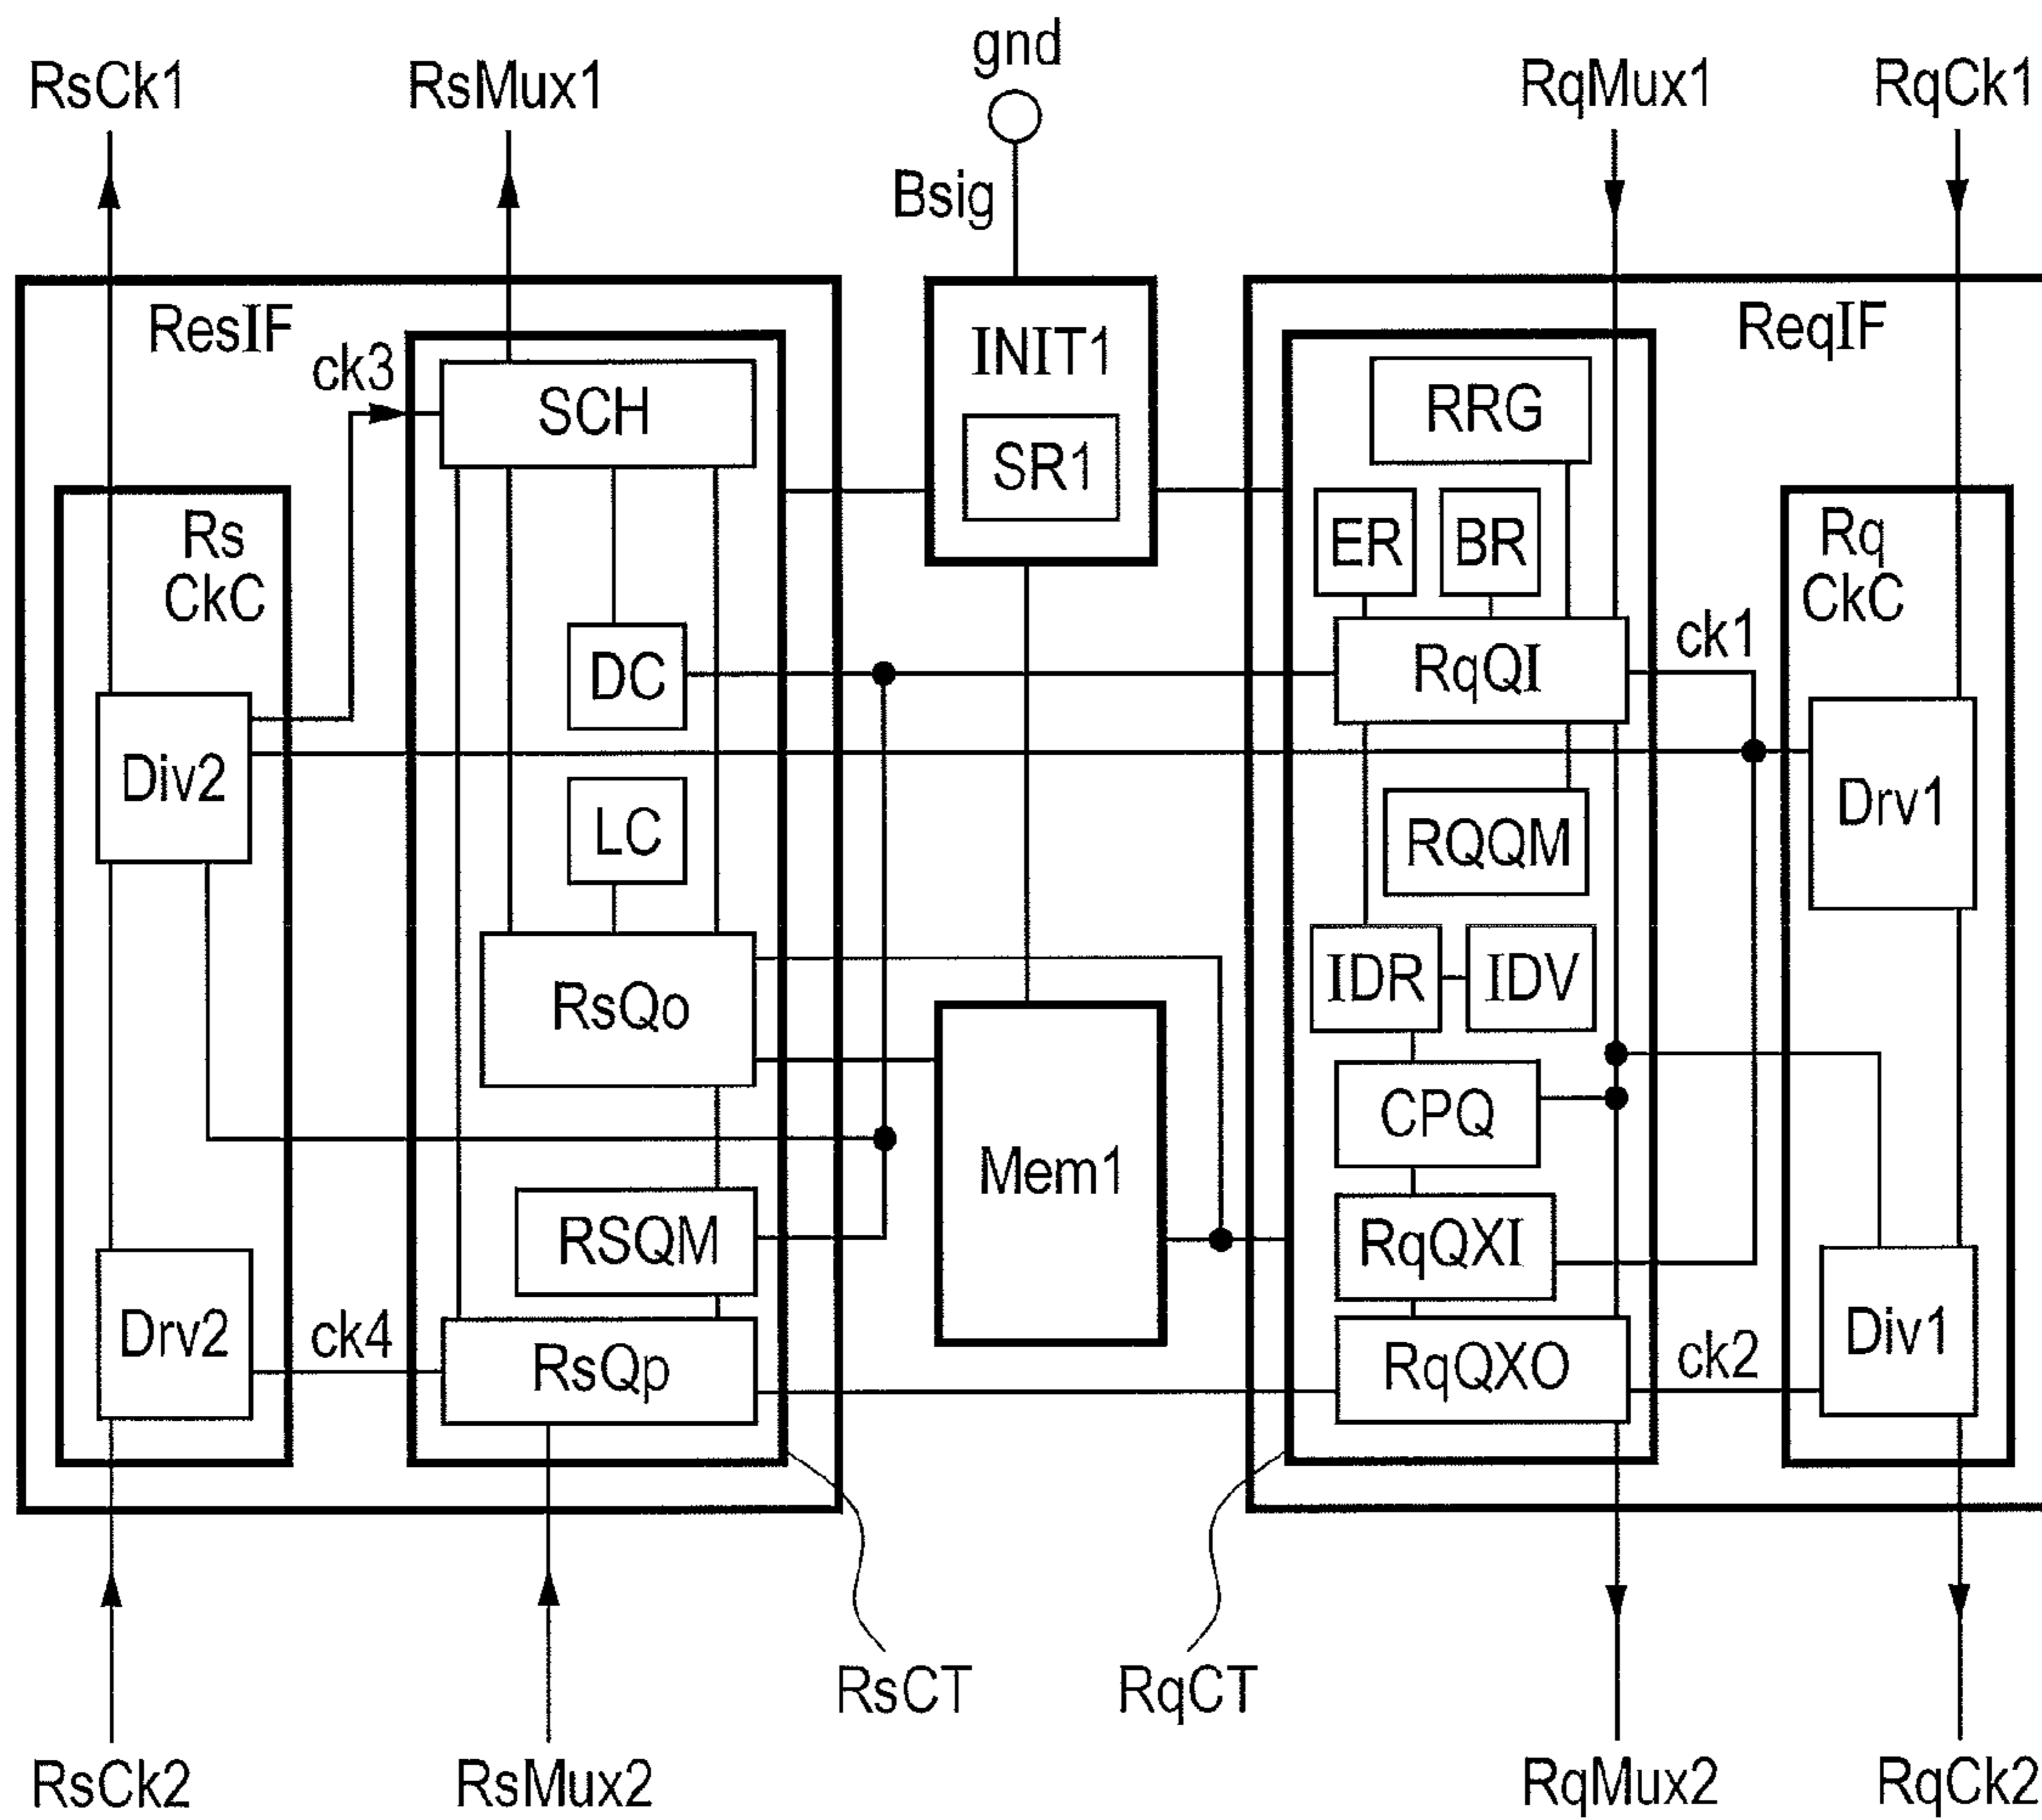 gnd
RsCk1
RsMux1
RqMux1
RqCk1
Bsig
ResIF
INIT1
ReqIF
ck3
SCH
RRG
SR1
Rs
CkC
ER
BR
Rq
CkC
DC
RqQI
ck1
Div2
LC
RQQM
Drv1
RsQo
IDR
IDV
CPQ
Mem1
RSQM
RqQXI
Drv2
ck4
RsQp
RqQXO
ck2
Div1
RsCT
RqCT
RsCk2
RsMux2
RqMux2
RqCk2